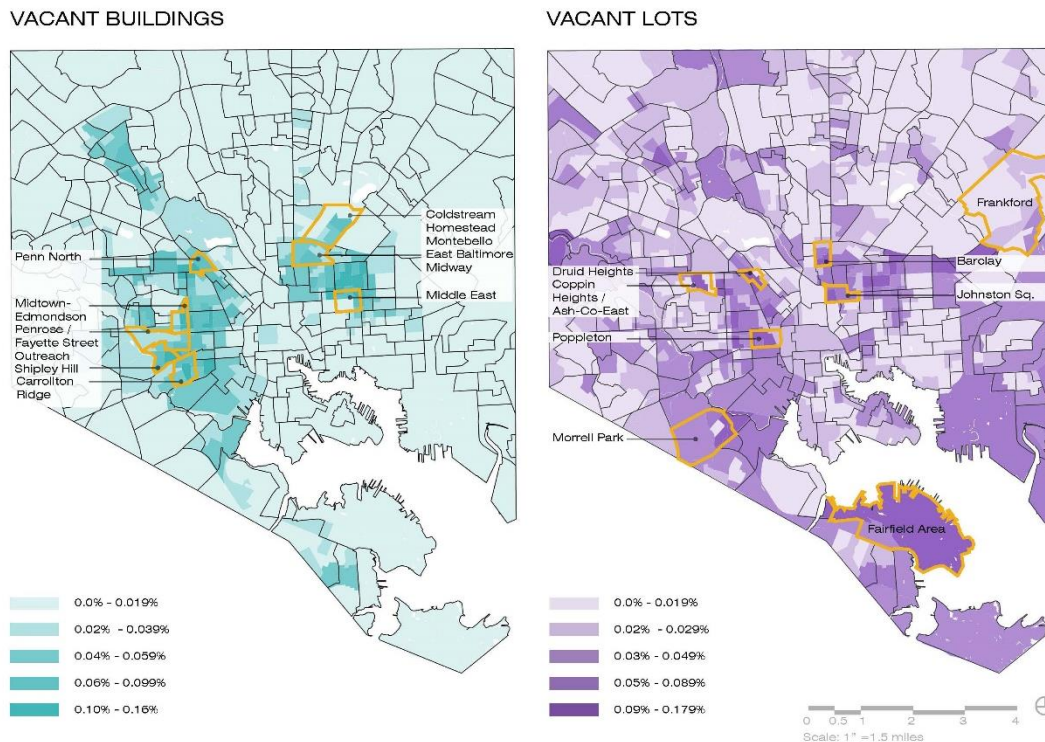 VACANT BUILDINGS
Coldstream
Homestead
Montebello
East Baltimore
Midway
Penn North
Middle East
Midtown-
Edmondson
Penrose /
Fayette Street
Outreach
Shipley Hill
Carrollton
Ridge
0.0% - 0.019%
0.02% - 0.039%
0.04% - 0.059%
0.06% - 0.099%
0.10% - 0.16%
VACANT LOTS
Frankford
Druid Heights
Coppin
Heights /
Ash-Co-East
Barclay
Johnston Sq.
Poppleton
Morrell Park
Fairfield Area
0.0% - 0.019%
0.02% - 0.029%
0.03% - 0.049%
0.05% - 0.089%
0.09% - 0.179%
0 0.5 1 2 3 4
Scale: 1" =1.5 miles